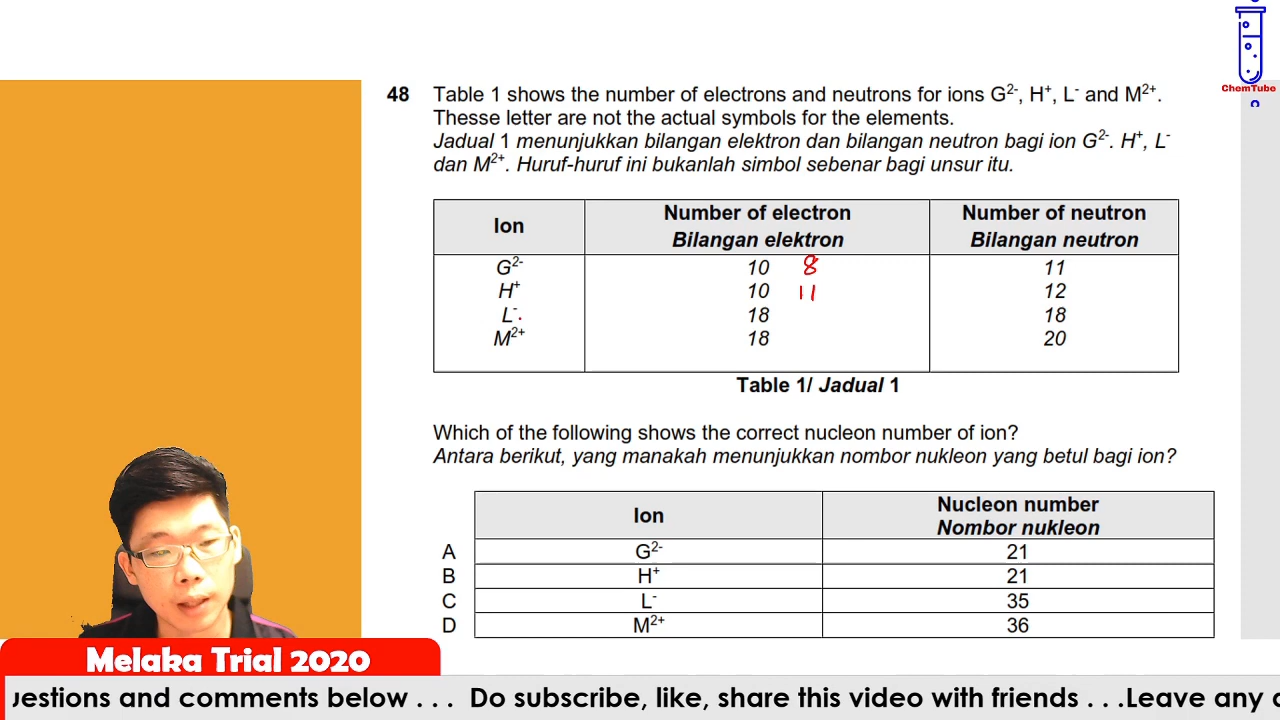 ChemTube
48 Table 1 shows the number of electrons and neutrons for ions G²⁻, H⁺, L⁻ and M²⁺.
Thesse letter are not the actual symbols for the elements.
Jadual 1 menunjukkan bilangan elektron dan bilangan neutron bagi ion G²⁻. H⁺, L⁻
dan M²⁺. Huruf-huruf ini bukanlah simbol sebenar bagi unsur itu.
Ion Number of electron Number of neutron
Bilangan elektron Bilangan neutron
G²⁻ 10 8 11
H⁺ 10 11 12
L⁻ 18 18
M²⁺ 18 20
Table 1/ Jadual 1
Which of the following shows the correct nucleon number of ion?
Antara berikut, yang manakah menunjukkan nombor nukleon yang betul bagi ion?
Ion Nucleon number
Nombor nukleon
A G²⁻ 21
B H⁺ 21
C L⁻ 35
D M²⁺ 36
Melaka Trial 2020
uestions and comments below . . . Do subscribe, like, share this video with friends . . .Leave any